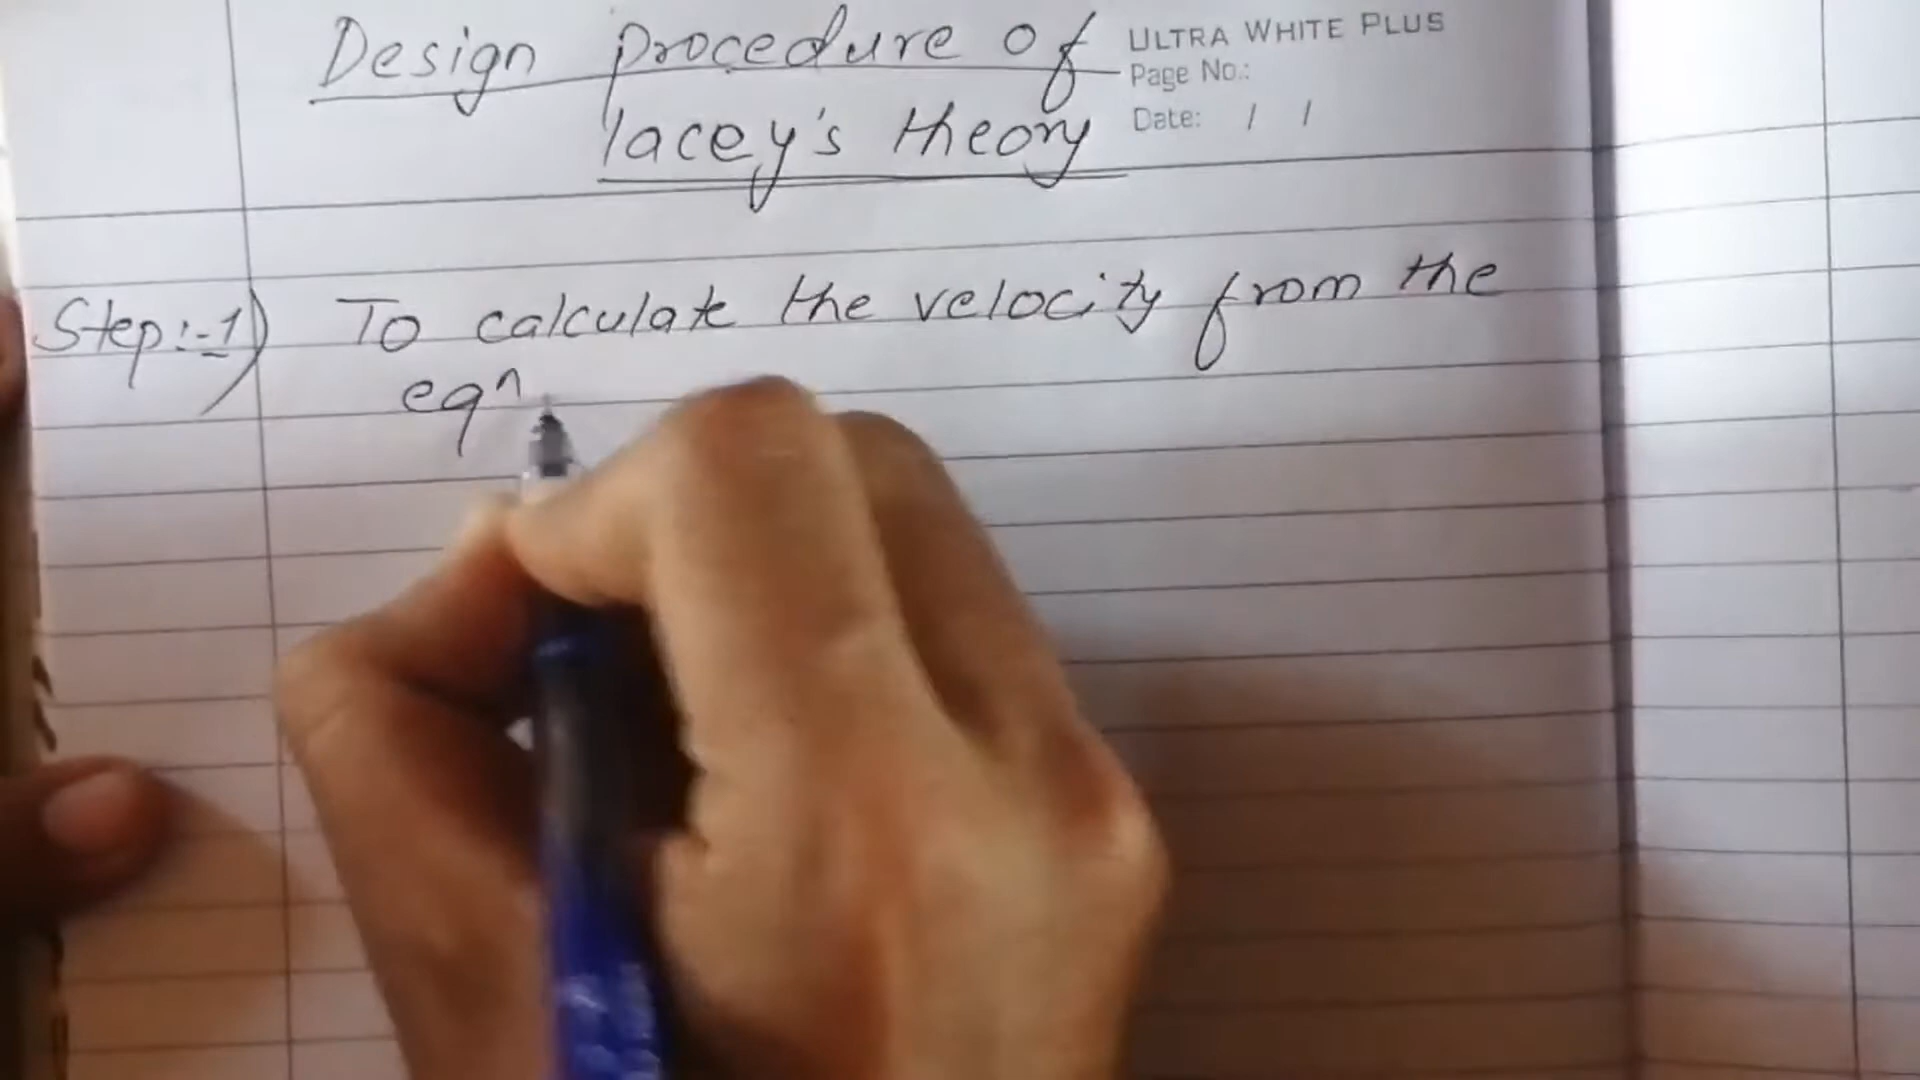 Design procedure of
lacey's theory
ULTRA WHITE PLUS
Page No.:
Date: / /
Step:-1) To calculate the velocity from the
eqⁿ